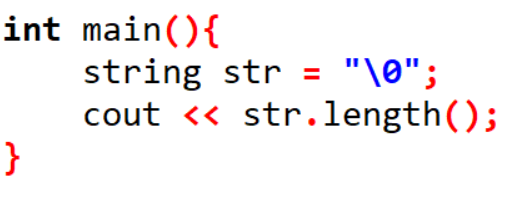 int main(){
    string str = "\0";
    cout << str.length();
}